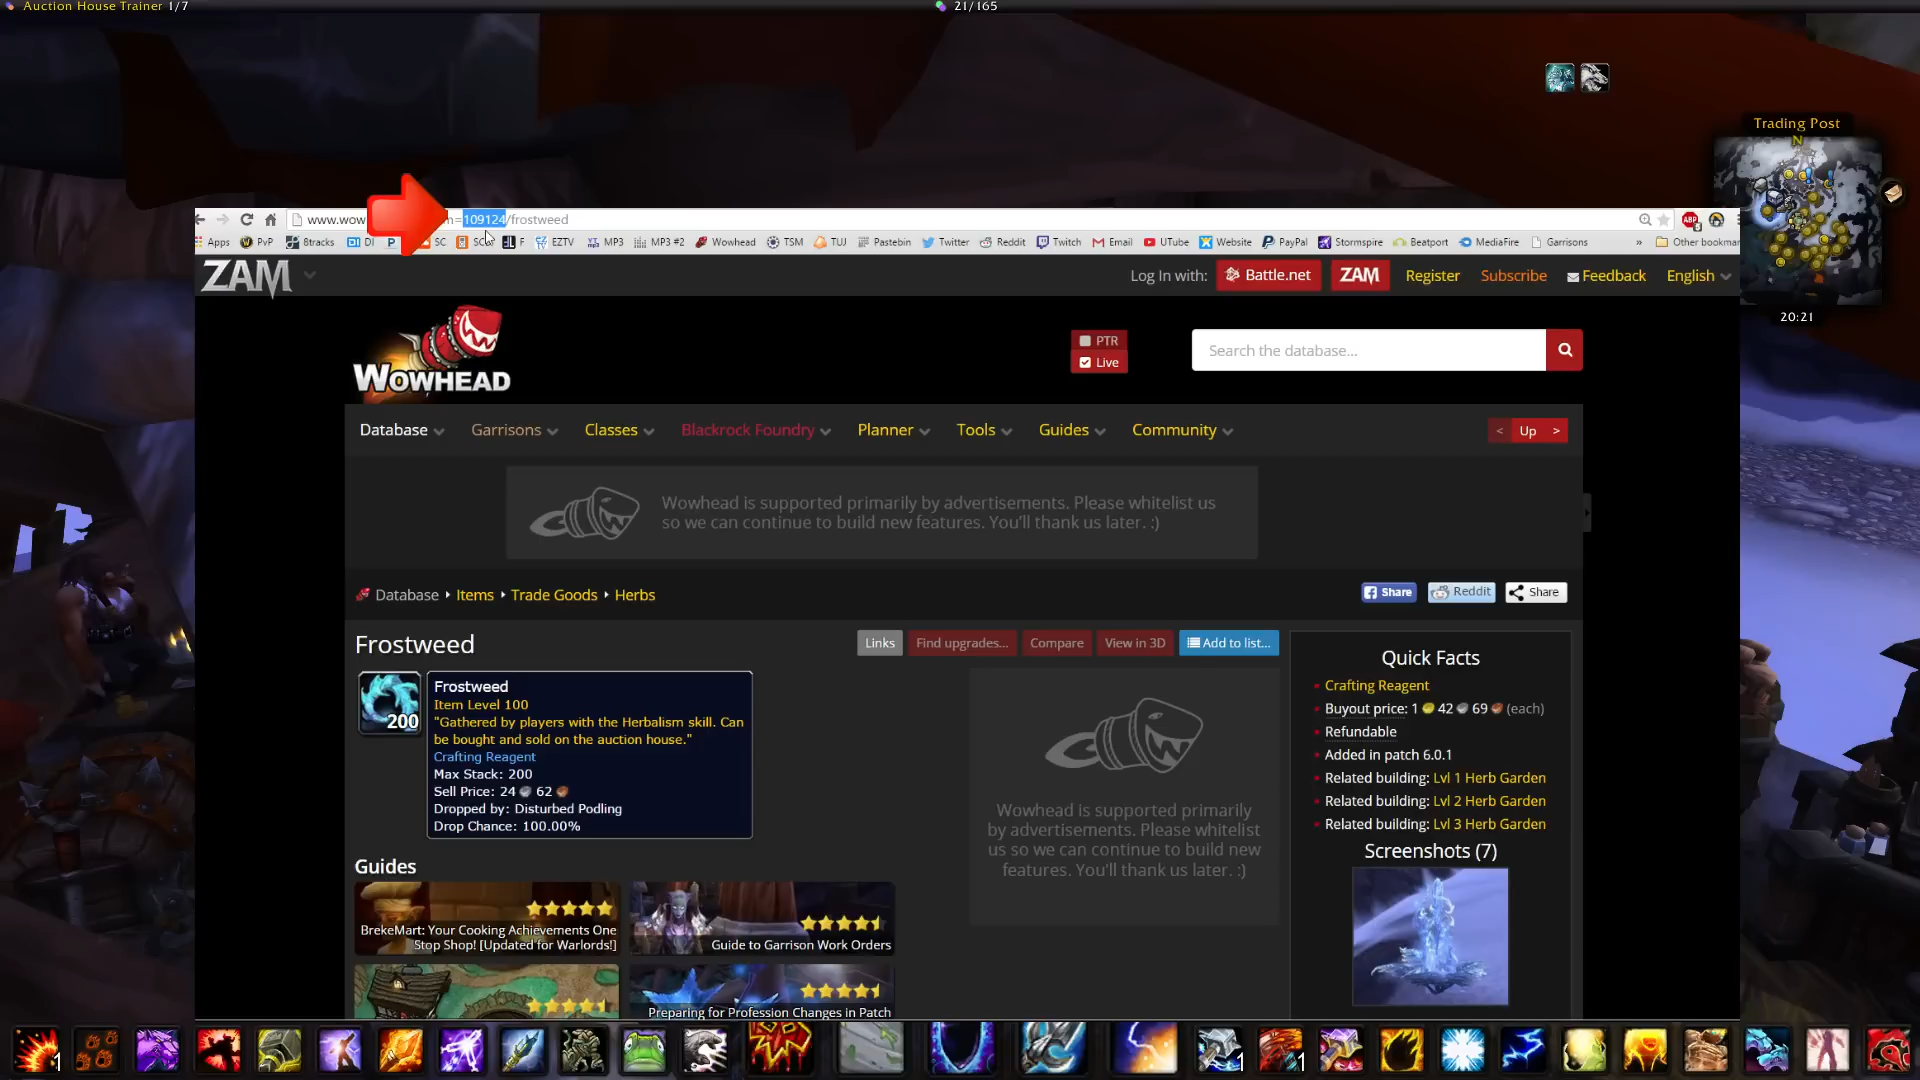 Auction House Trainer 1/7
21/165
Trading Post
N
20:21
www.wow
=109124/frostweed
Apps PvP 8tracks DI P SC SC F EZTV MP3 MP3 #2 Wowhead TSM TUJ Pastebin Twitter Reddit Twitch Email UTube Website PayPal Stormspire Beatport MediaFire Garrisons » Other bookmar
ABP
ZAM
Log In with: Battle.net ZAM Register Subscribe Feedback English
WOWHEAD
PTR
Live
Search the database...
Database Garrisons Classes Blackrock Foundry Planner Tools Guides Community
< Up >
Wowhead is supported primarily by advertisements. Please whitelist
us so we can continue to build new features. You'll thank us later. :)
Database Items Trade Goods Herbs
Share Reddit Share
Frostweed
Links Find upgrades... Compare View in 3D Add to list...
200
Frostweed
Item Level 100
"Gathered by players with the Herbalism skill. Can
be bought and sold on the auction house."
Crafting Reagent
Max Stack: 200
Sell Price: 24 62
Dropped by: Disturbed Podling
Drop Chance: 100.00%
Wowhead is supported primarily
by advertisements. Please whitelist
us so we can continue to build new
features. You'll thank us later. :)
Quick Facts
Crafting Reagent
Buyout price: 1 42 69 (each)
Refundable
Added in patch 6.0.1
Related building: Lvl 1 Herb Garden
Related building: Lvl 2 Herb Garden
Related building: Lvl 3 Herb Garden
Screenshots (7)
Guides
BrekeMart: Your Cooking Achievements One
Stop Shop! [Updated for Warlords!]
Guide to Garrison Work Orders
Preparing for Profession Changes in Patch
1
1
1